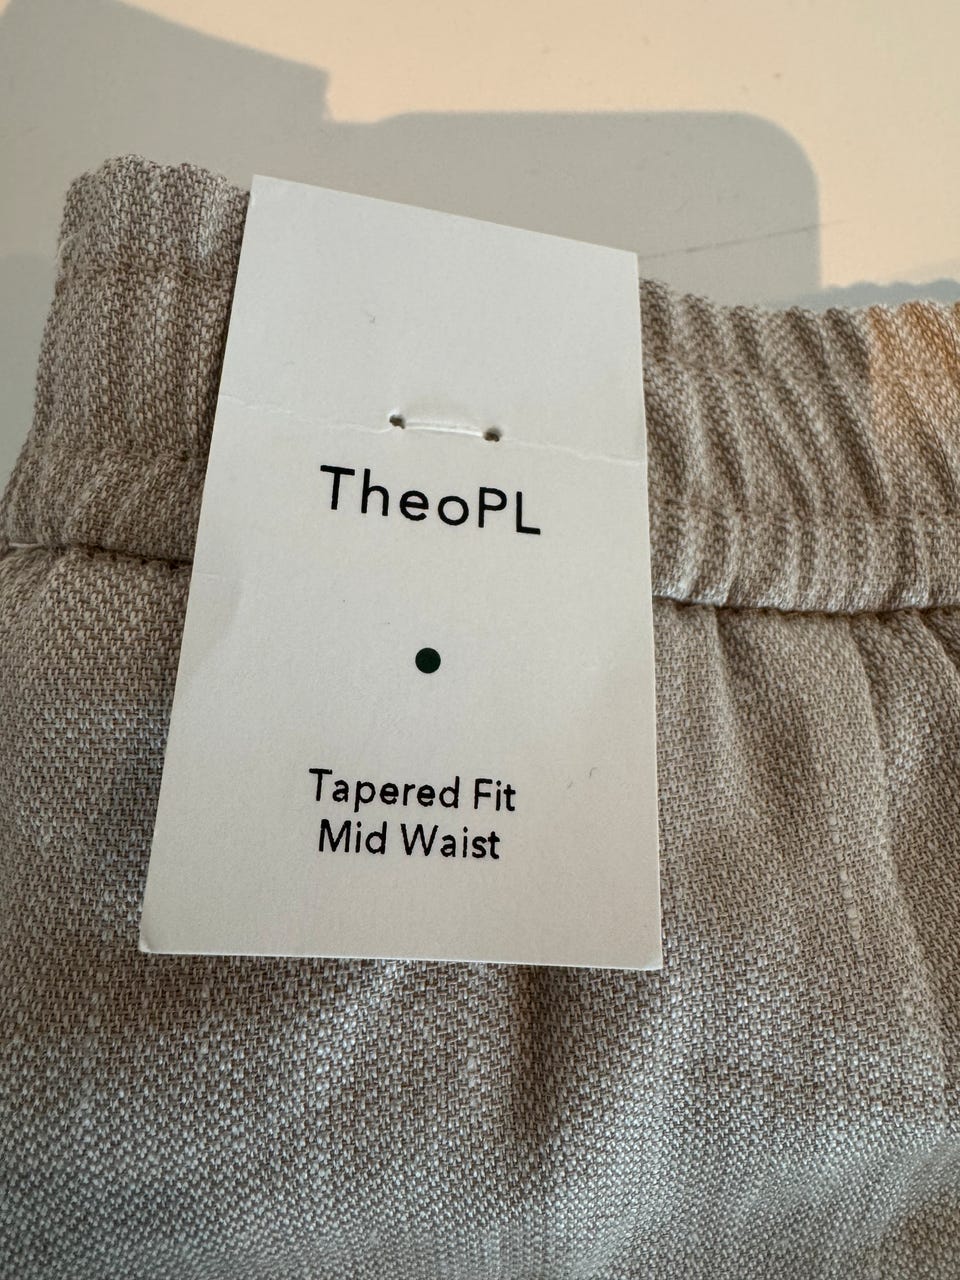 TheoPL
Tapered Fit
Mid Waist